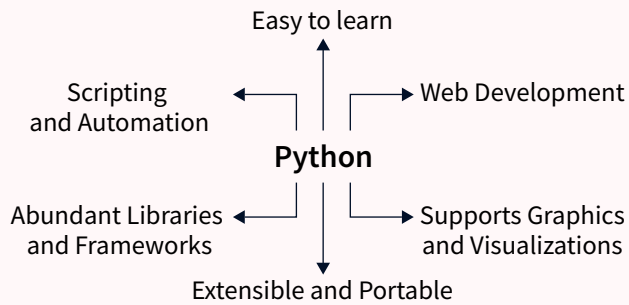 Easy to learn
Scripting
and Automation
Web Development
Python
Abundant Libraries
and Frameworks
Supports Graphics
and Visualizations
Extensible and Portable